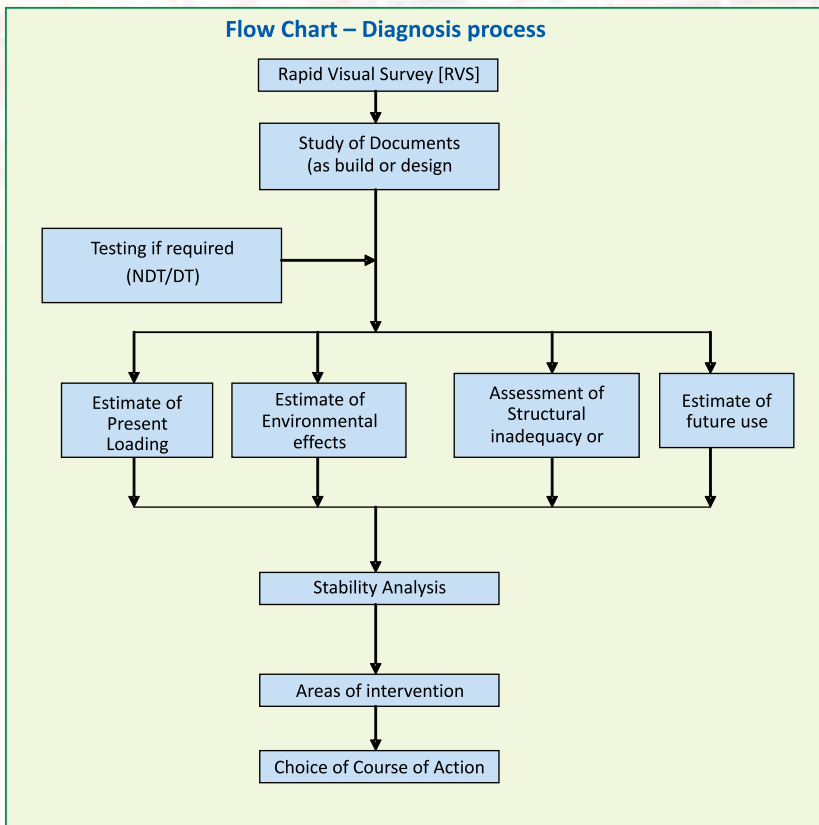 Flow Chart – Diagnosis process
Rapid Visual Survey [RVS]
Study of Documents
(as build or design
Testing if required
(NDT/DT)
Estimate of
Present
Loading
Estimate of
Environmental
effects
Assessment of
Structural
inadequacy or
Estimate of
future use
Stability Analysis
Areas of intervention
Choice of Course of Action